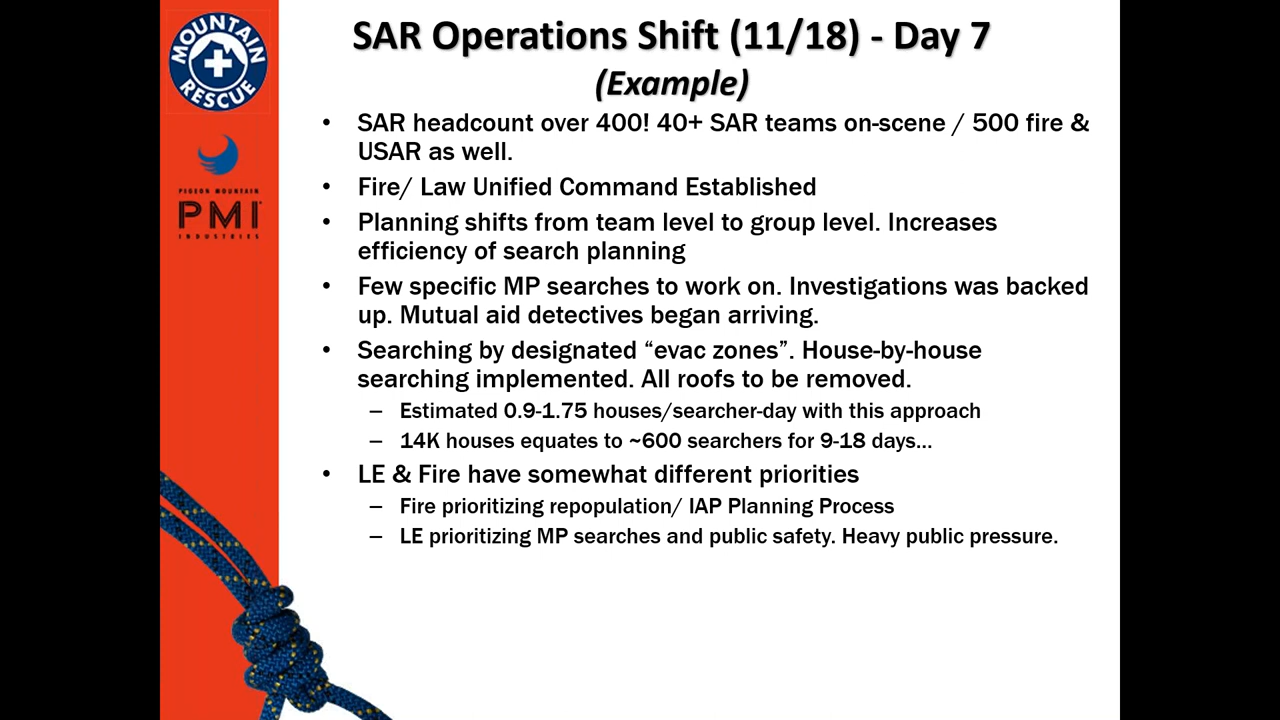 MOUNTAIN
RESCUE
PIGEON MOUNTAIN
PMI
INDUSTRIES
SAR Operations Shift (11/18) - Day 7
(Example)
• SAR headcount over 400! 40+ SAR teams on-scene / 500 fire &
USAR as well.
• Fire/ Law Unified Command Established
• Planning shifts from team level to group level. Increases
efficiency of search planning
• Few specific MP searches to work on. Investigations was backed
up. Mutual aid detectives began arriving.
• Searching by designated “evac zones”. House-by-house
searching implemented. All roofs to be removed.
– Estimated 0.9-1.75 houses/searcher-day with this approach
– 14K houses equates to ~600 searchers for 9-18 days…
• LE & Fire have somewhat different priorities
– Fire prioritizing repopulation/ IAP Planning Process
– LE prioritizing MP searches and public safety. Heavy public pressure.